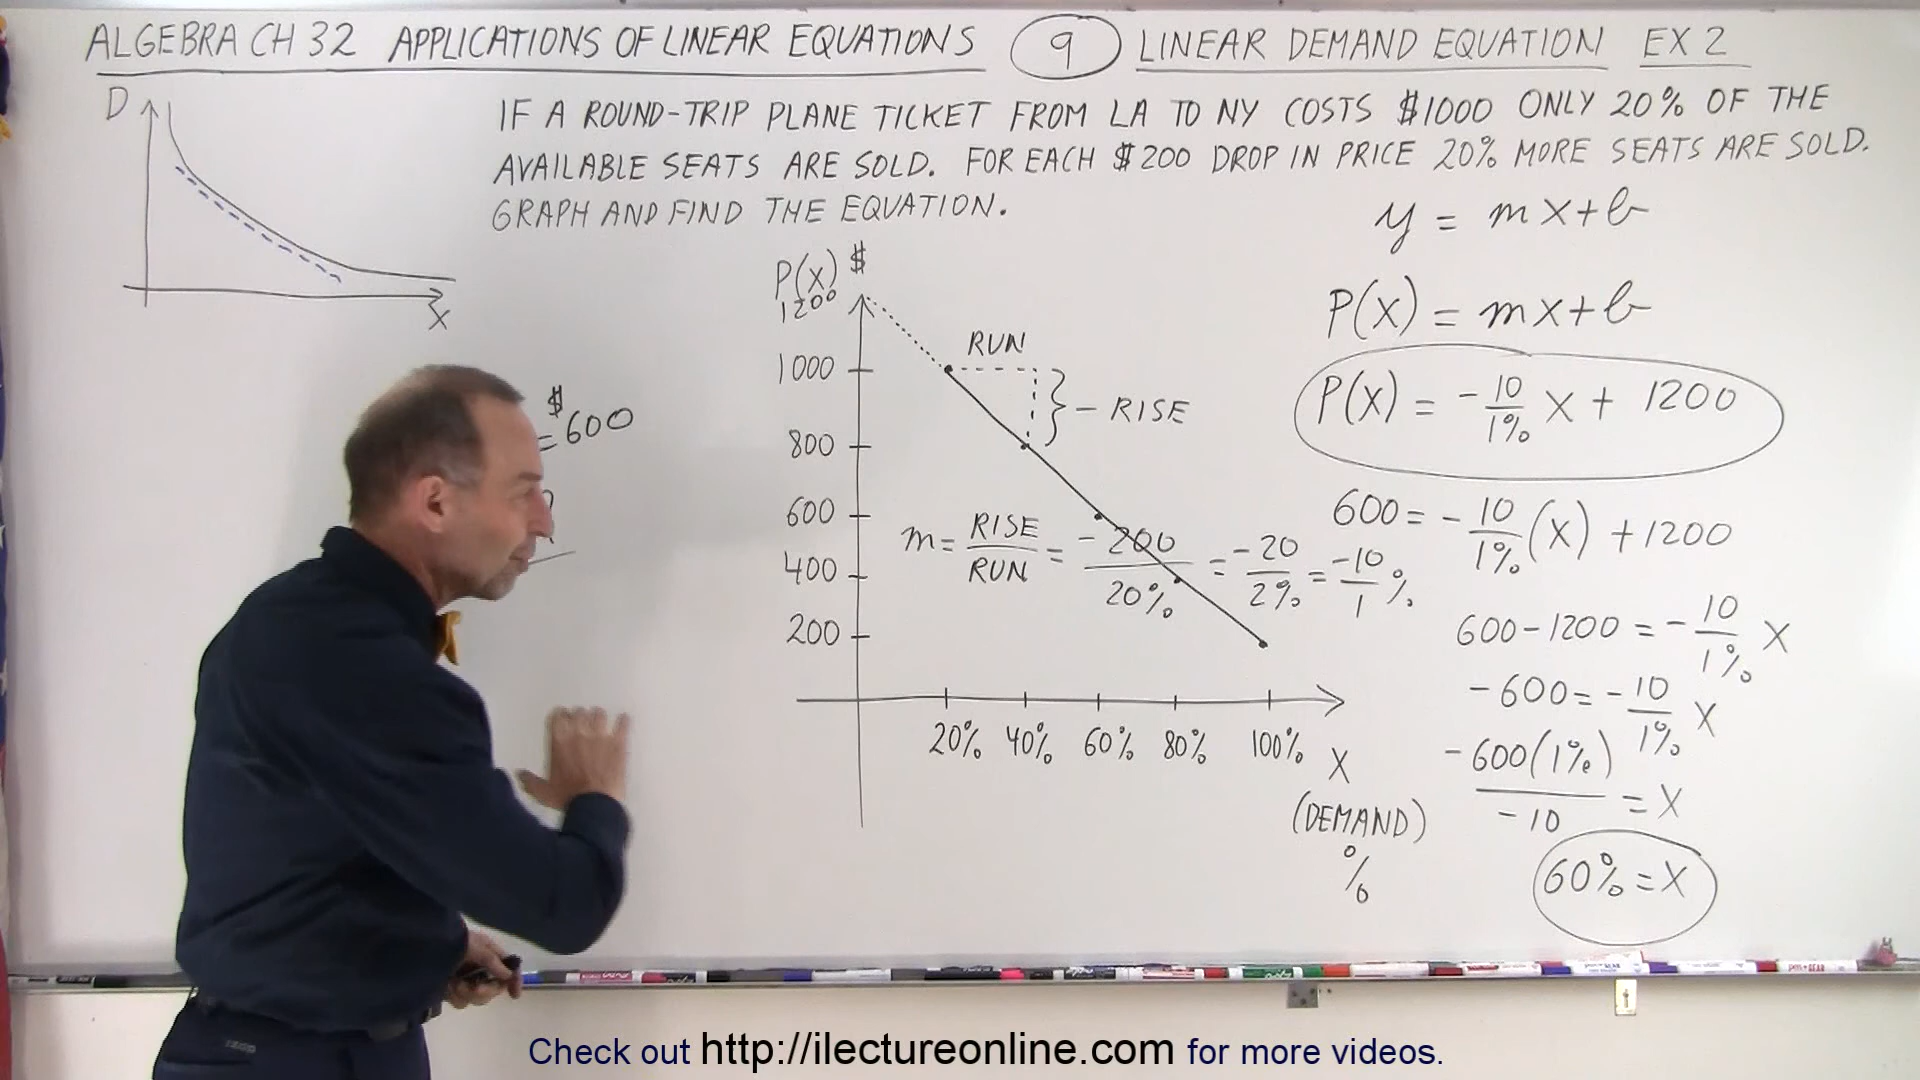 ALGEBRA CH 32 APPLICATIONS OF LINEAR EQUATIONS 9 LINEAR DEMAND EQUATION EX 2
IF A ROUND-TRIP PLANE TICKET FROM LA TO NY COSTS $1000 ONLY 20% OF THE
AVAILABLE SEATS ARE SOLD. FOR EACH $200 DROP IN PRICE 20% MORE SEATS ARE SOLD.
GRAPH AND FIND THE EQUATION.
D
X
= $600
P(X) $
1200
1000
800
600
400
200
RUN
- RISE
m = RISE/RUN = -200/20% = -20/2% = -10/1 %
20% 40% 60% 80% 100% X
(DEMAND)
%
y = mx+b
P(X) = mx+b
P(X) = -10/1% X + 1200
600 = -10/1% (X) + 1200
600-1200 = -10/1% X
-600 = -10/1% X
-600(1%)/-10 = X
60% = X
Check out http://ilectureonline.com for more videos.